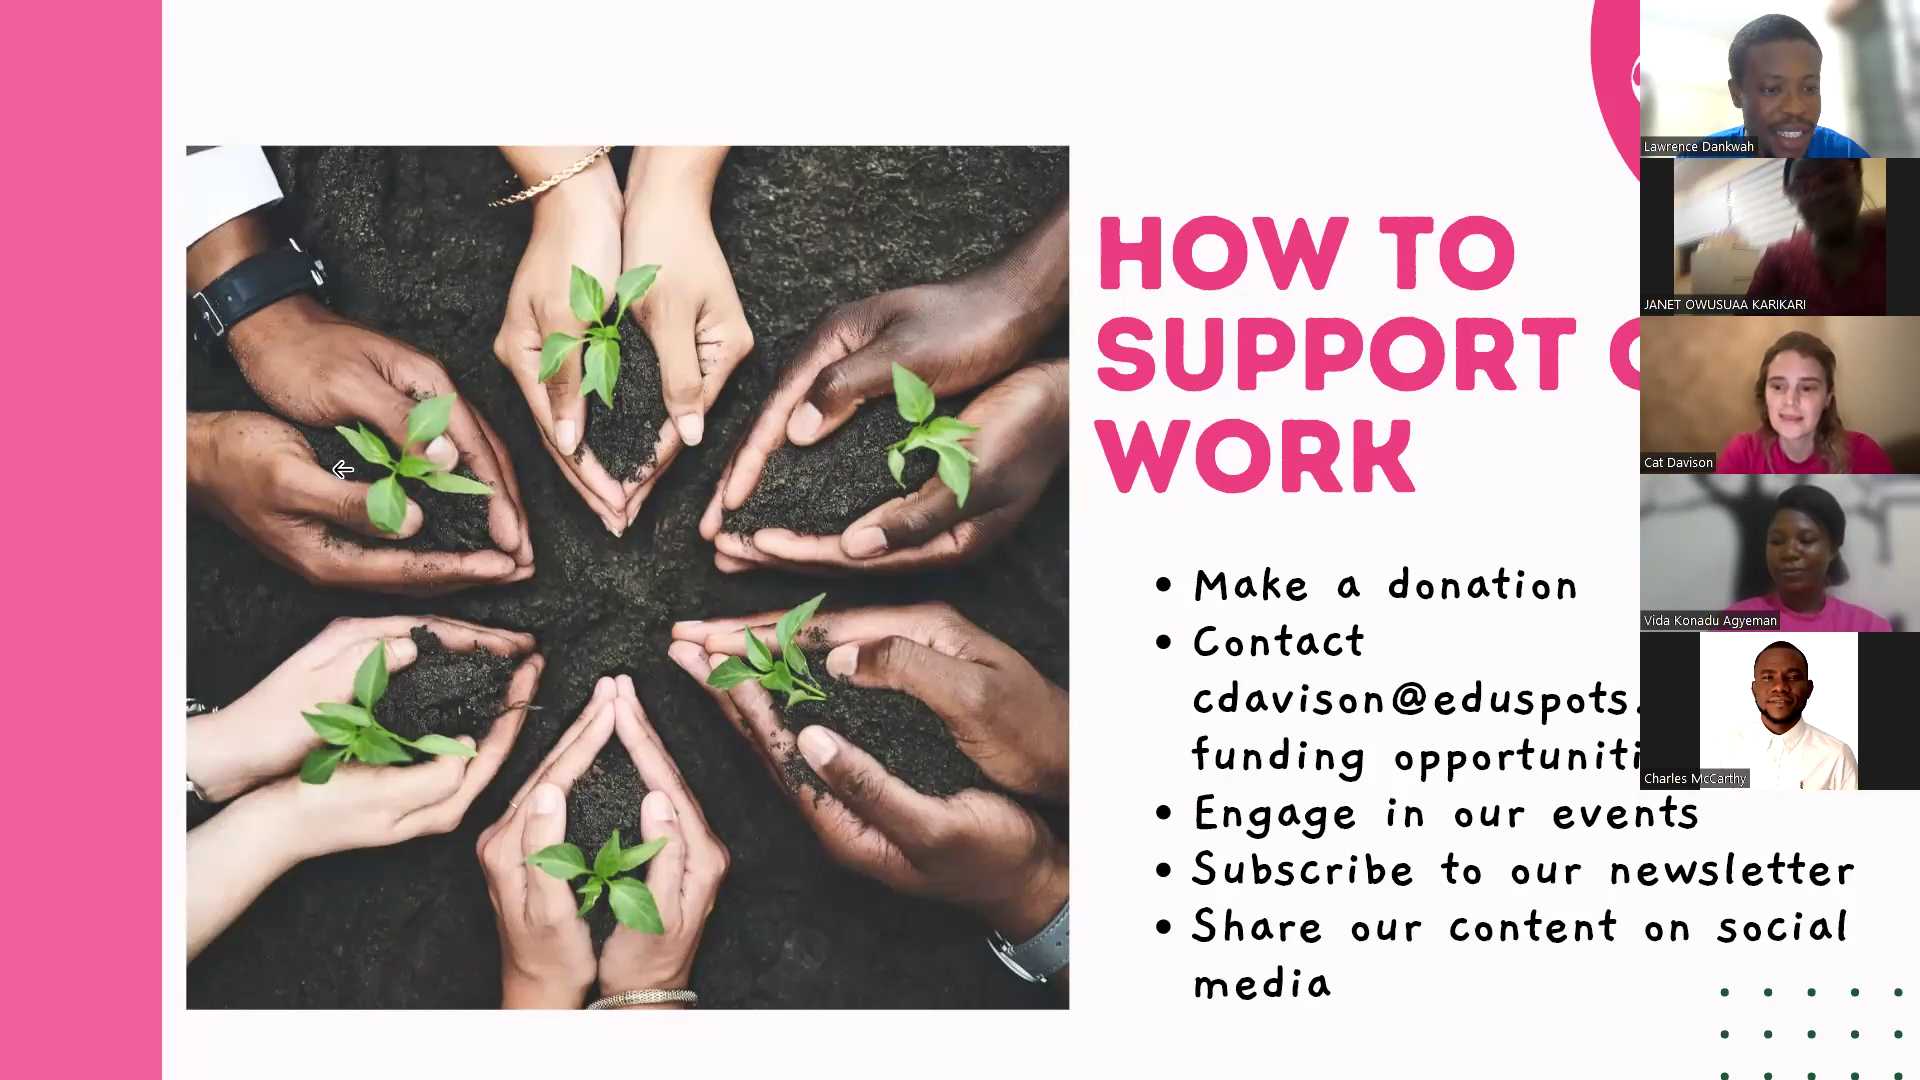 HOW TO
SUPPORT
WORK
• Make a donation
• Contact
cdavison@eduspots.
funding
• Engage in our events
• Subscribe to our newsletter
• Share our content on social
media
Lawrence Dankwah
JANET OWUSUAA KARIKARI
Cat Davison
Vida Konadu Agyeman
Charles McCarthy